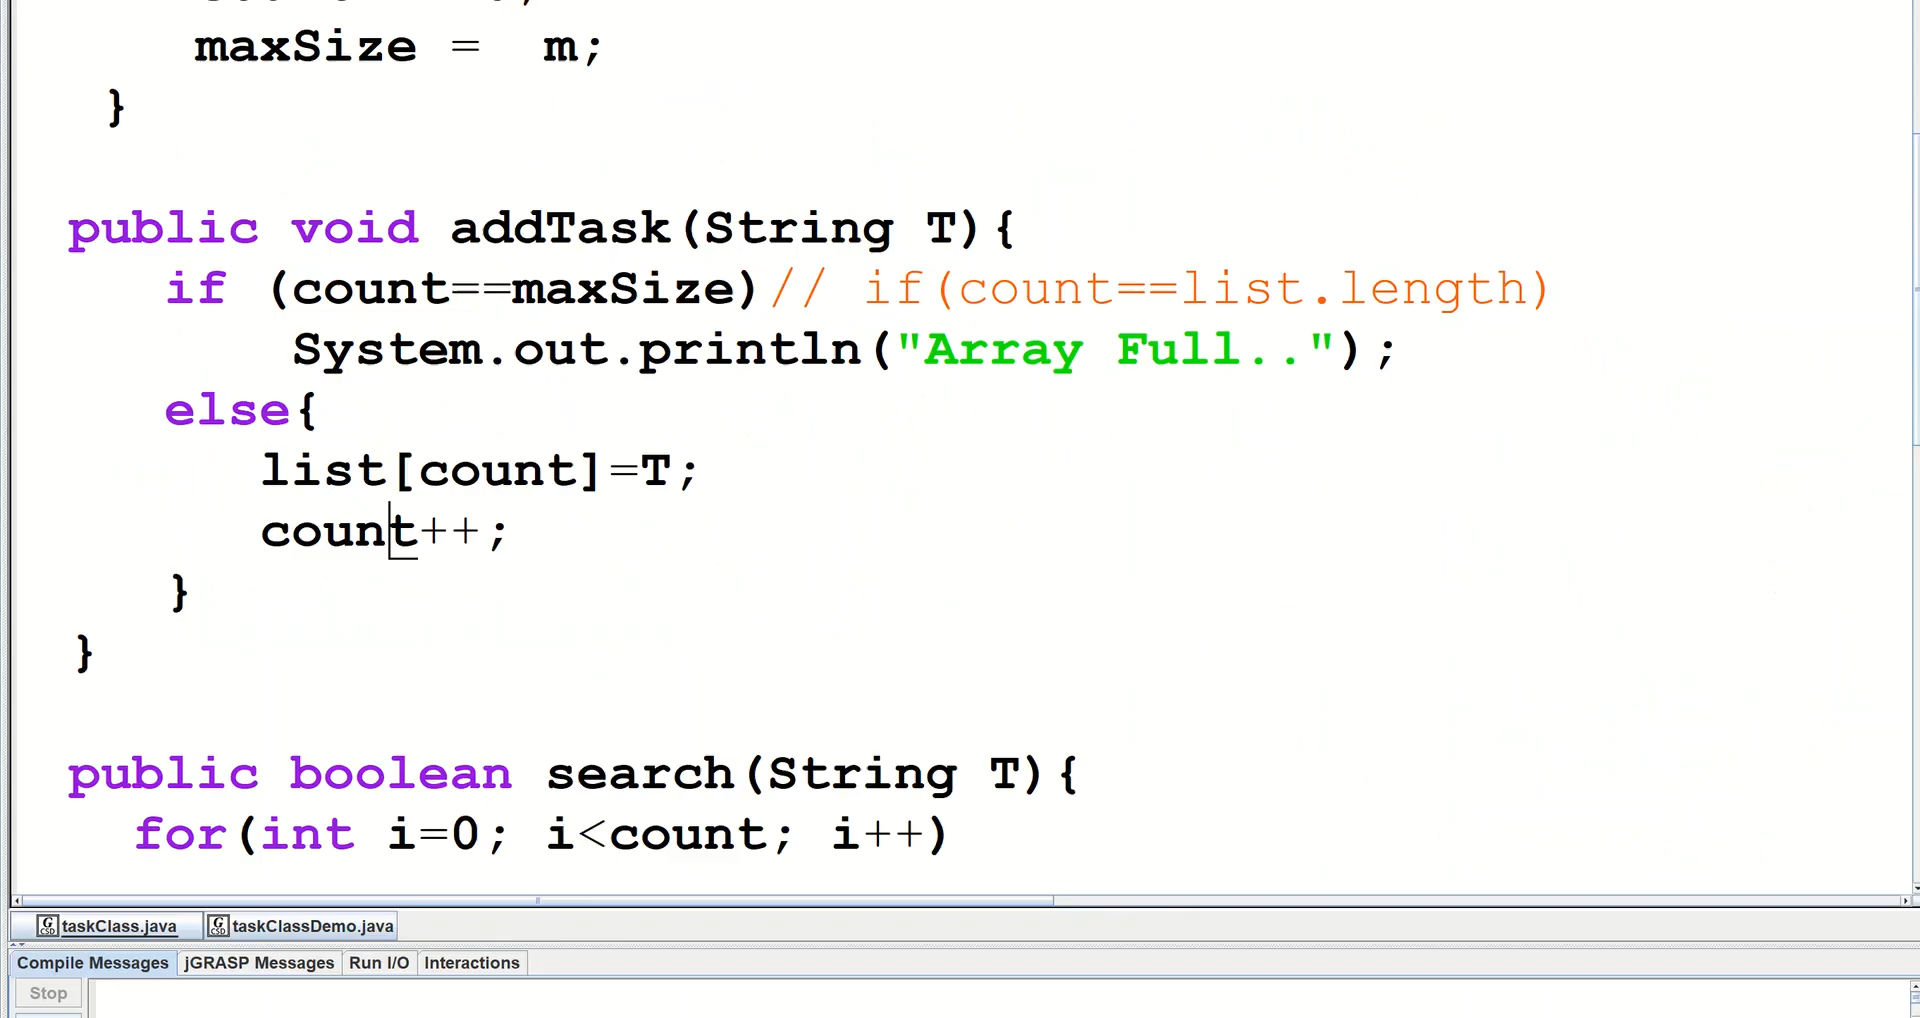 maxSize = m;
}
public void addTask(String T){
if (count==maxSize)// if(count==list.length)
System.out.println("Array Full..");
else{
list[count]=T;
count++;
}
}
public boolean search(String T){
for(int i=0; i<count; i++)
taskClass.java taskClassDemo.java
Compile Messages jGRASP Messages Run I/O Interactions
Stop